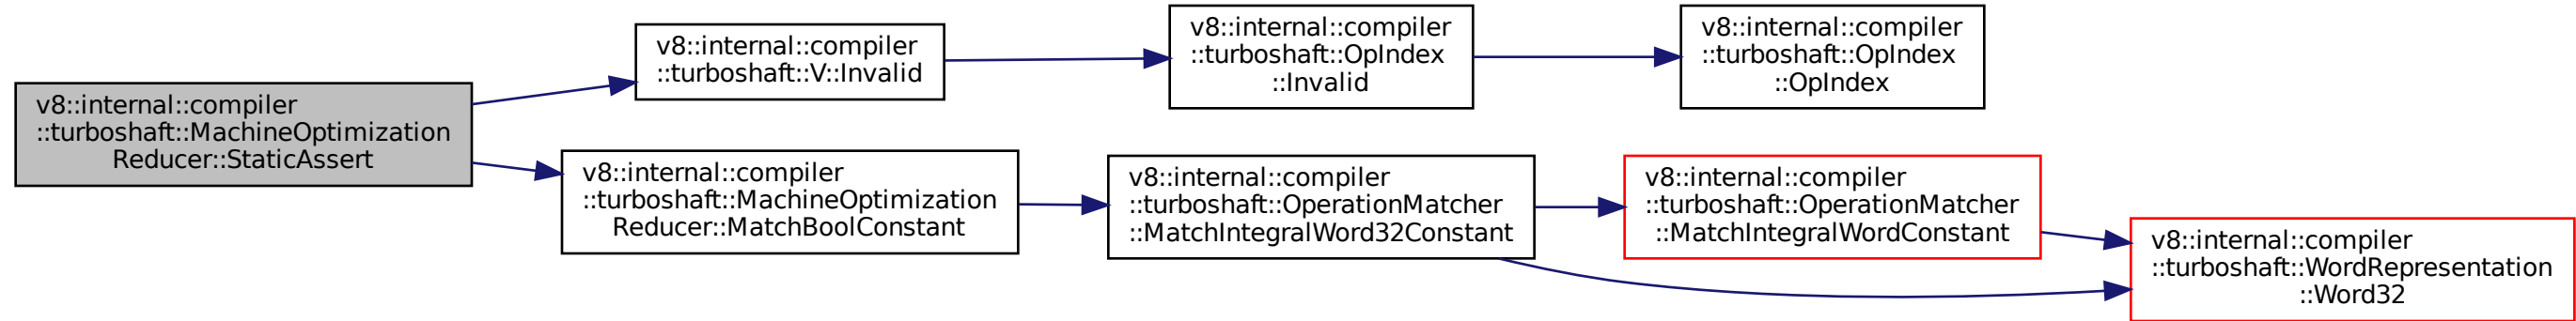 v8::internal::compiler
::turboshaft::MachineOptimization
Reducer::StaticAssert
v8::internal::compiler
::turboshaft::V::Invalid
v8::internal::compiler
::turboshaft::OpIndex
::Invalid
v8::internal::compiler
::turboshaft::OpIndex
::OpIndex
v8::internal::compiler
::turboshaft::MachineOptimization
Reducer::MatchBoolConstant
v8::internal::compiler
::turboshaft::OperationMatcher
::MatchIntegralWord32Constant
v8::internal::compiler
::turboshaft::OperationMatcher
::MatchIntegralWordConstant
v8::internal::compiler
::turboshaft::WordRepresentation
::Word32